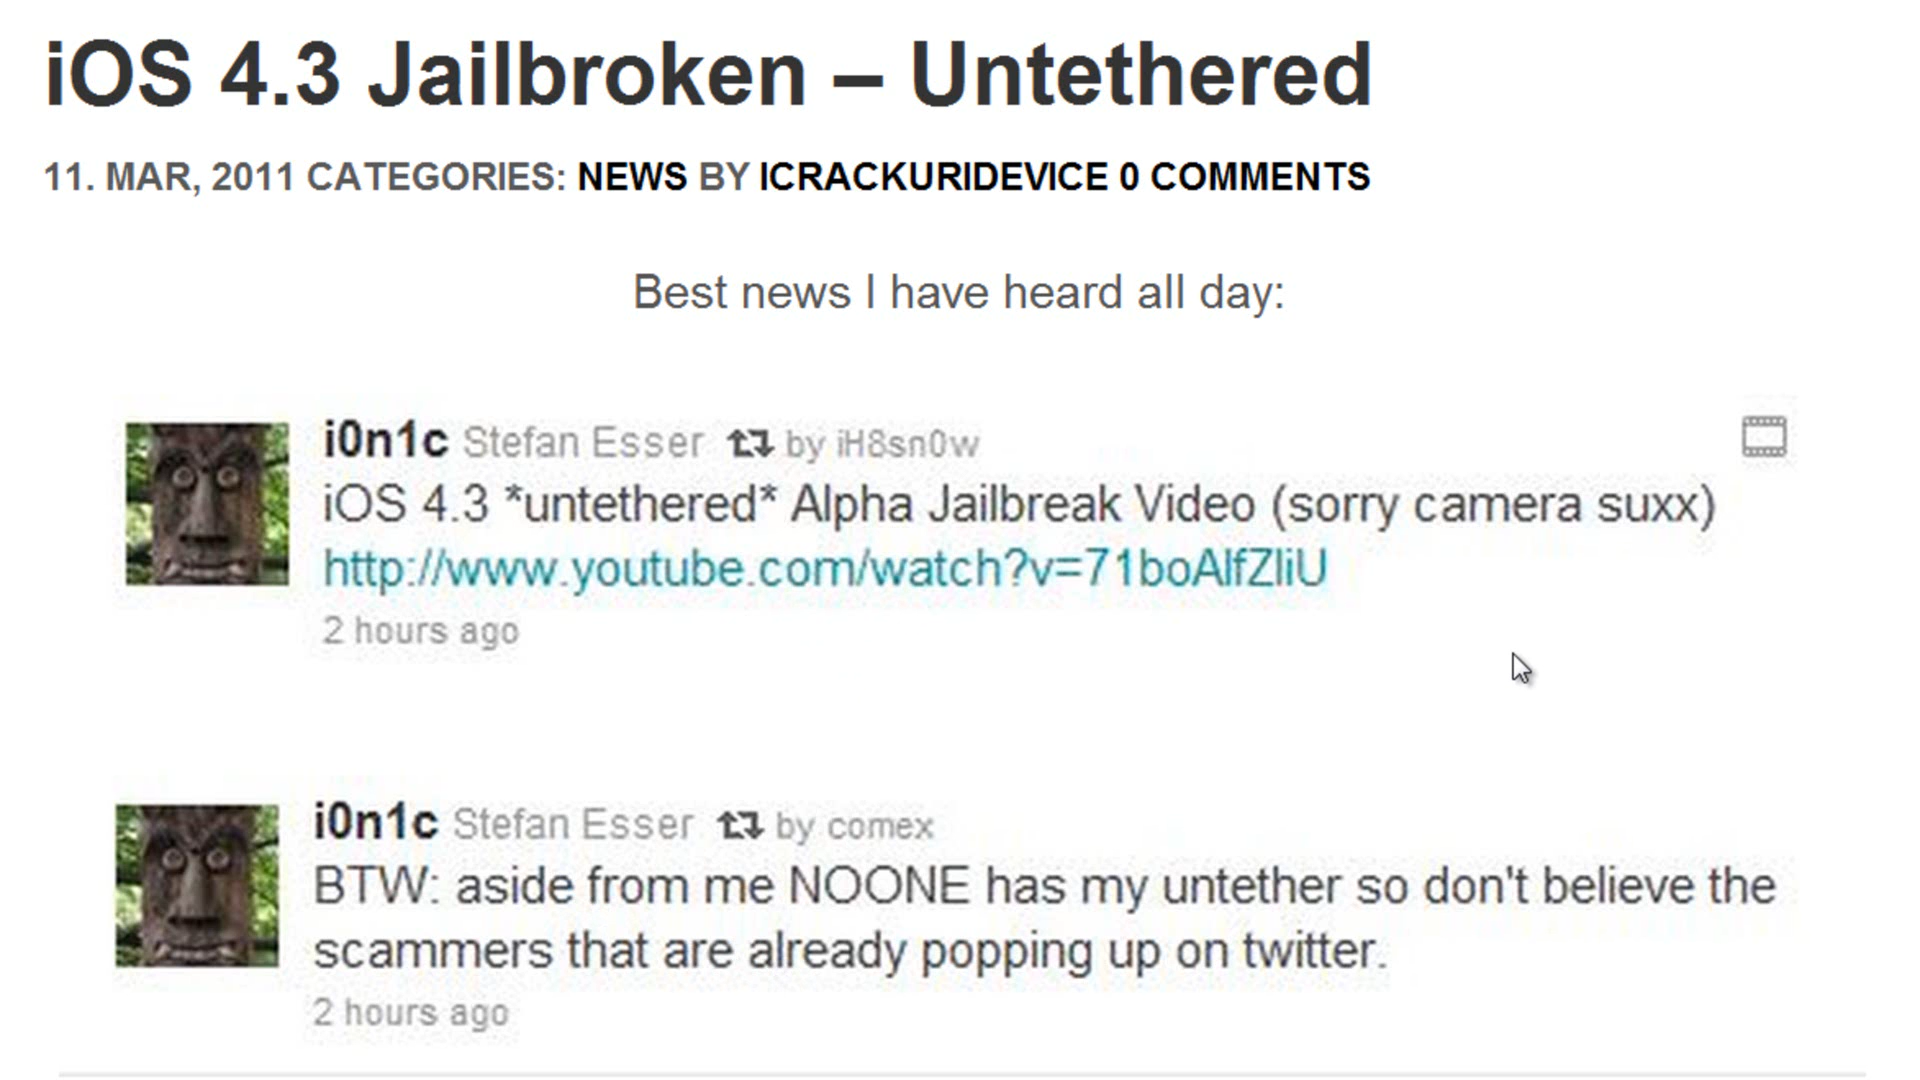 iOS 4.3 Jailbroken – Untethered
11. MAR, 2011 CATEGORIES: NEWS BY ICRACKURIDEVICE 0 COMMENTS
Best news I have heard all day:
i0n1c Stefan Esser by iH8sn0w
iOS 4.3 *untethered* Alpha Jailbreak Video (sorry camera suxx)
http://www.youtube.com/watch?v=71boAlfZliU
2 hours ago
i0n1c Stefan Esser by comex
BTW: aside from me NOONE has my untether so don't believe the
scammers that are already popping up on twitter.
2 hours ago